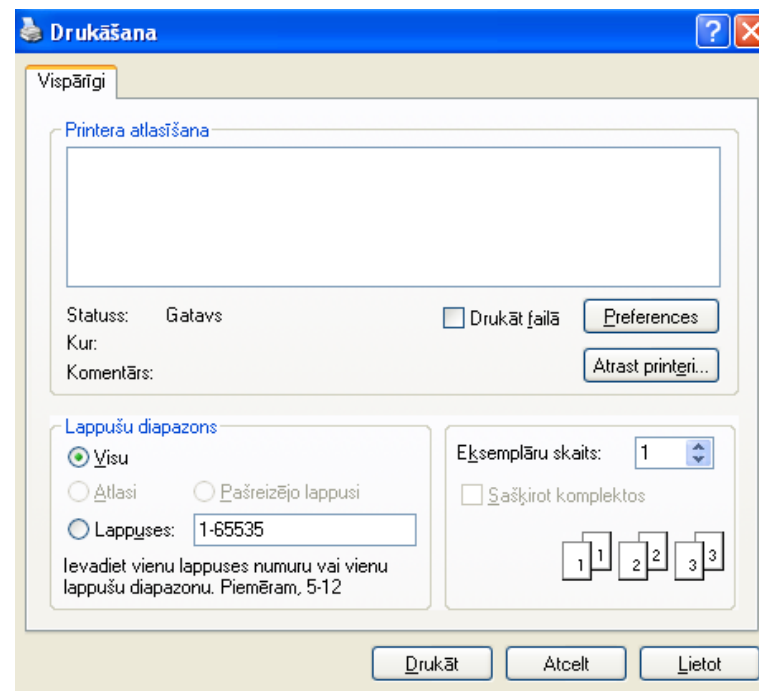 Drukāšana
Vispārīgi
Printera atlasīšana
Statuss: Gatavs
Drukāt failā
Preferences
Kur:
Komentārs:
Atrast printeri...
Lappušu diapazons
Visu
Atlasi
Pašreizējo lappusi
Lappuses: 1-65535
Ievadiet vienu lappuses numuru vai vienu
lappušu diapazonu. Piemēram, 5-12
Eksemplāru skaits: 1
Sašķirot komplektos
1 1 2 2 3 3
Drukāt
Atcelt
Lietot